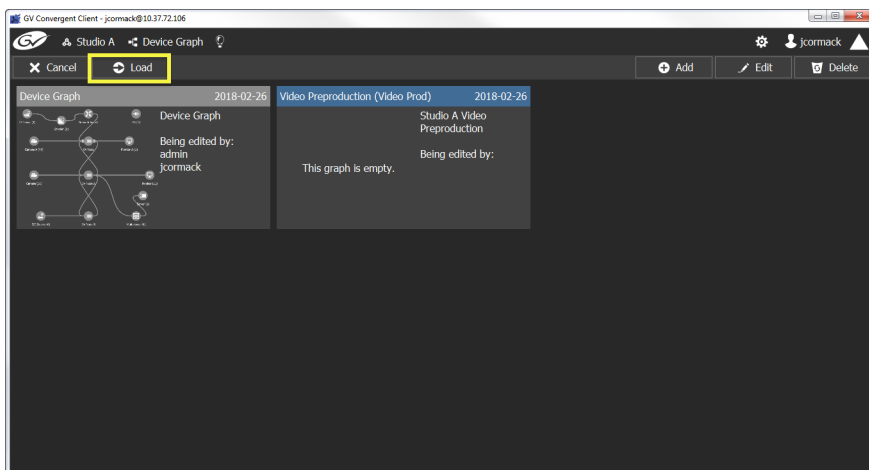 GV Convergent Client - jcormack@10.37.72.106
GV Studio A Device Graph jcormack
Cancel Load Add Edit Delete
Device Graph 2018-02-26
Device Graph
Being edited by:
admin
jcormack
Video Preproduction (Video Prod) 2018-02-26
Studio A Video
Preproduction
Being edited by:
This graph is empty.